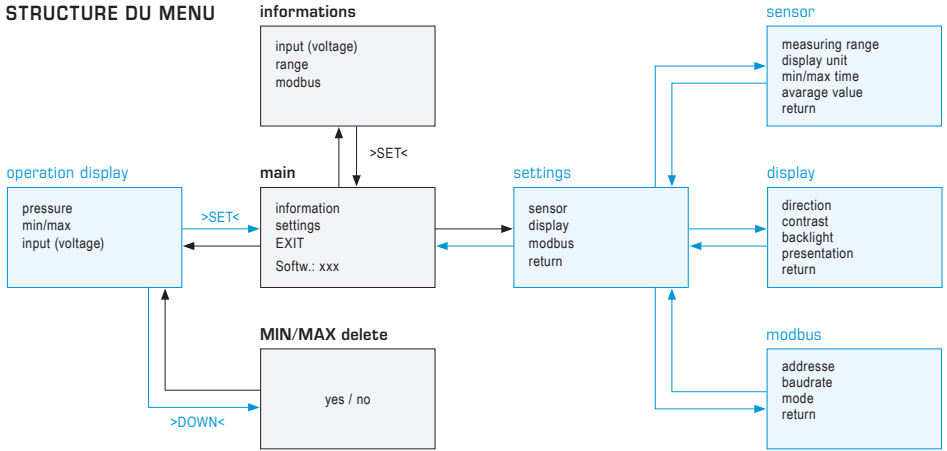 STRUCTURE DU MENU
informations
input (voltage)
range
modbus
>SET<
operation display
pressure
min/max
input (voltage)
>SET<
main
information
settings
EXIT
Softw.: xxx
MIN/MAX delete
yes / no
>DOWN<
settings
sensor
display
modbus
return
sensor
measuring range
display unit
min/max time
avarage value
return
display
direction
contrast
backlight
presentation
return
modbus
addresse
baudrate
mode
return